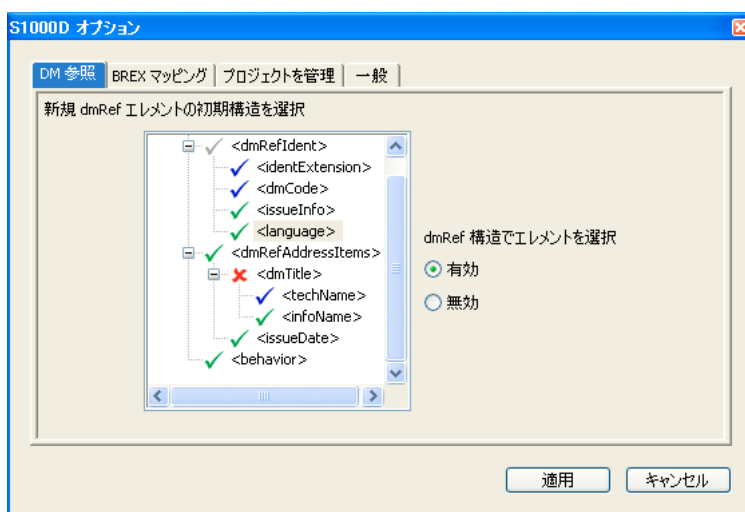 S1000D オプション
DM 参照 BREX マッピング プロジェクトを管理 一般
新規 dmRef エレメントの初期構造を選択
<dmRefIdent>
<identExtension>
<dmCode>
<issueInfo>
<language>
<dmRefAddressItems>
<dmTitle>
<techName>
<infoName>
<issueDate>
<behavior>
dmRef 構造でエレメントを選択
有効
無効
適用 キャンセル